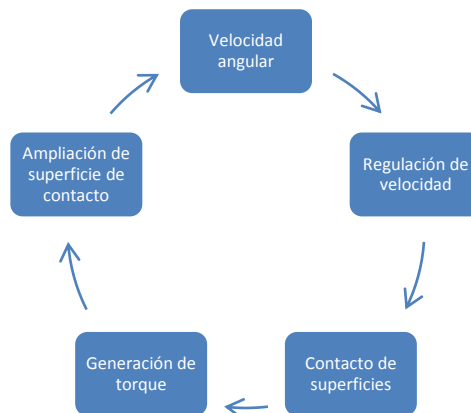 Velocidad
angular
Regulación de
velocidad
Contacto de
superficies
Generación de
torque
Ampliación de
superficie de
contacto